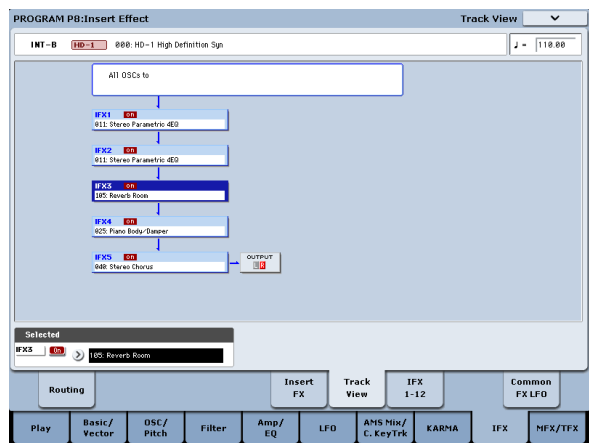 PROGRAM P8:Insert Effect
Track View
INT-B HD-1 000: HD-1 High Definition Syn
♩ = 110.00
All OSCs to
IFX1 On
011: Stereo Parametric 4EQ
IFX2 On
011: Stereo Parametric 4EQ
IFX3 On
105: Reverb Room
IFX4 On
025: Piano Body/Damper
IFX5 On
040: Stereo Chorus
OUTPUT
L R
Selected
IFX3 On 105: Reverb Room
Routing
Insert FX
Track View
IFX 1-12
Common FX LFO
Play
Basic/ Vector
OSC/ Pitch
Filter
Amp/ EQ
LFO
AMS Mix/ C.KeyTrk
KARMA
IFX
MFX/TFX